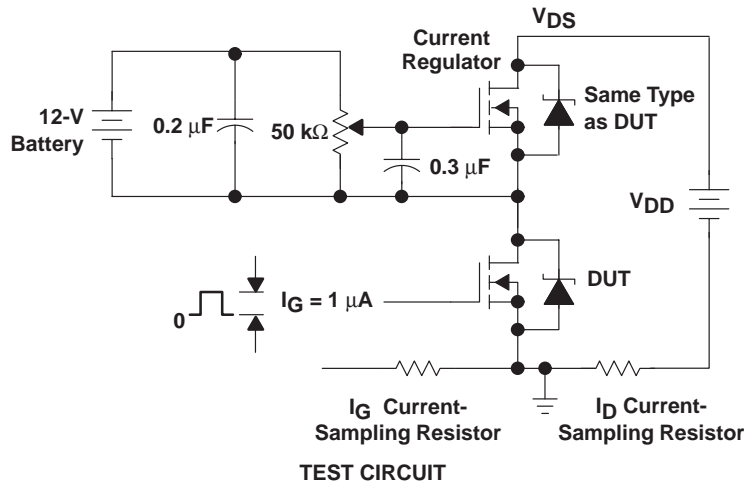 Current
Regulator
VDS
12-V
Battery
0.2 μF
50 kΩ
0.3 μF
Same Type
as DUT
VDD
0
IG = 1 μA
DUT
IG Current-
Sampling Resistor
ID Current-
Sampling Resistor
TEST CIRCUIT